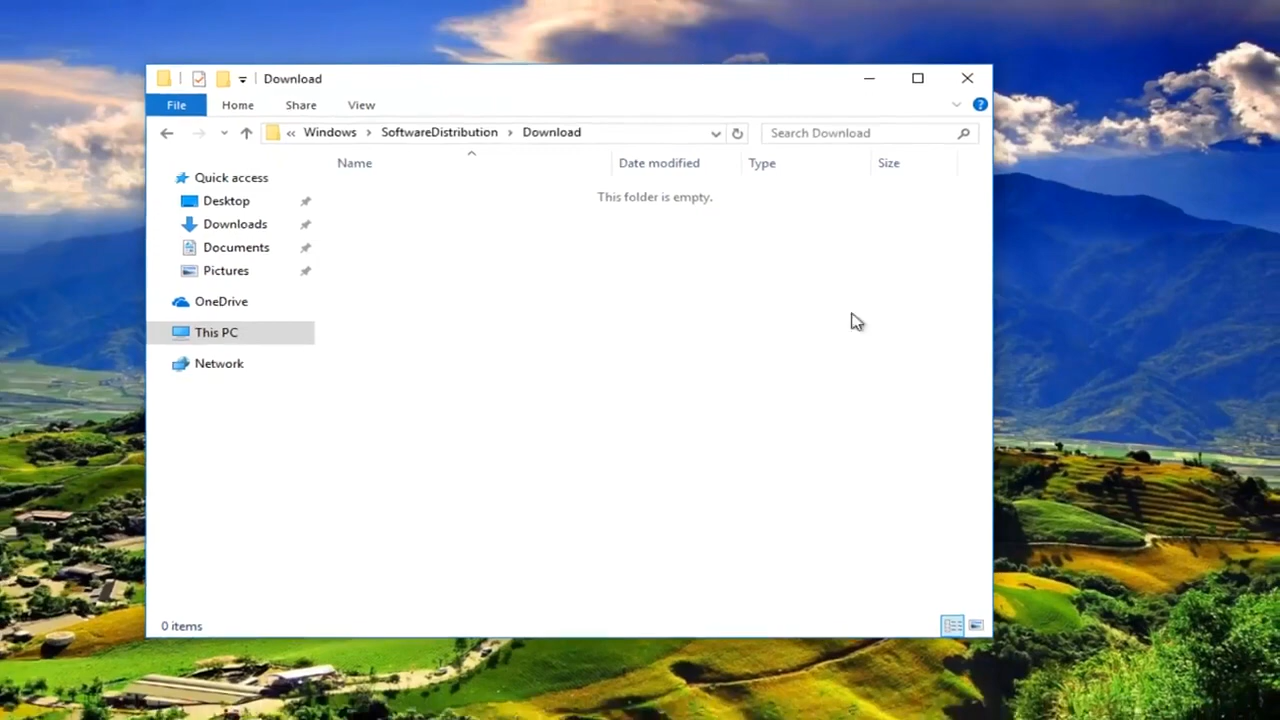 Download
File Home Share View
« Windows > SoftwareDistribution > Download Search Download
Name Date modified Type Size
This folder is empty.
Quick access
Desktop
Downloads
Documents
Pictures
OneDrive
This PC
Network
0 items